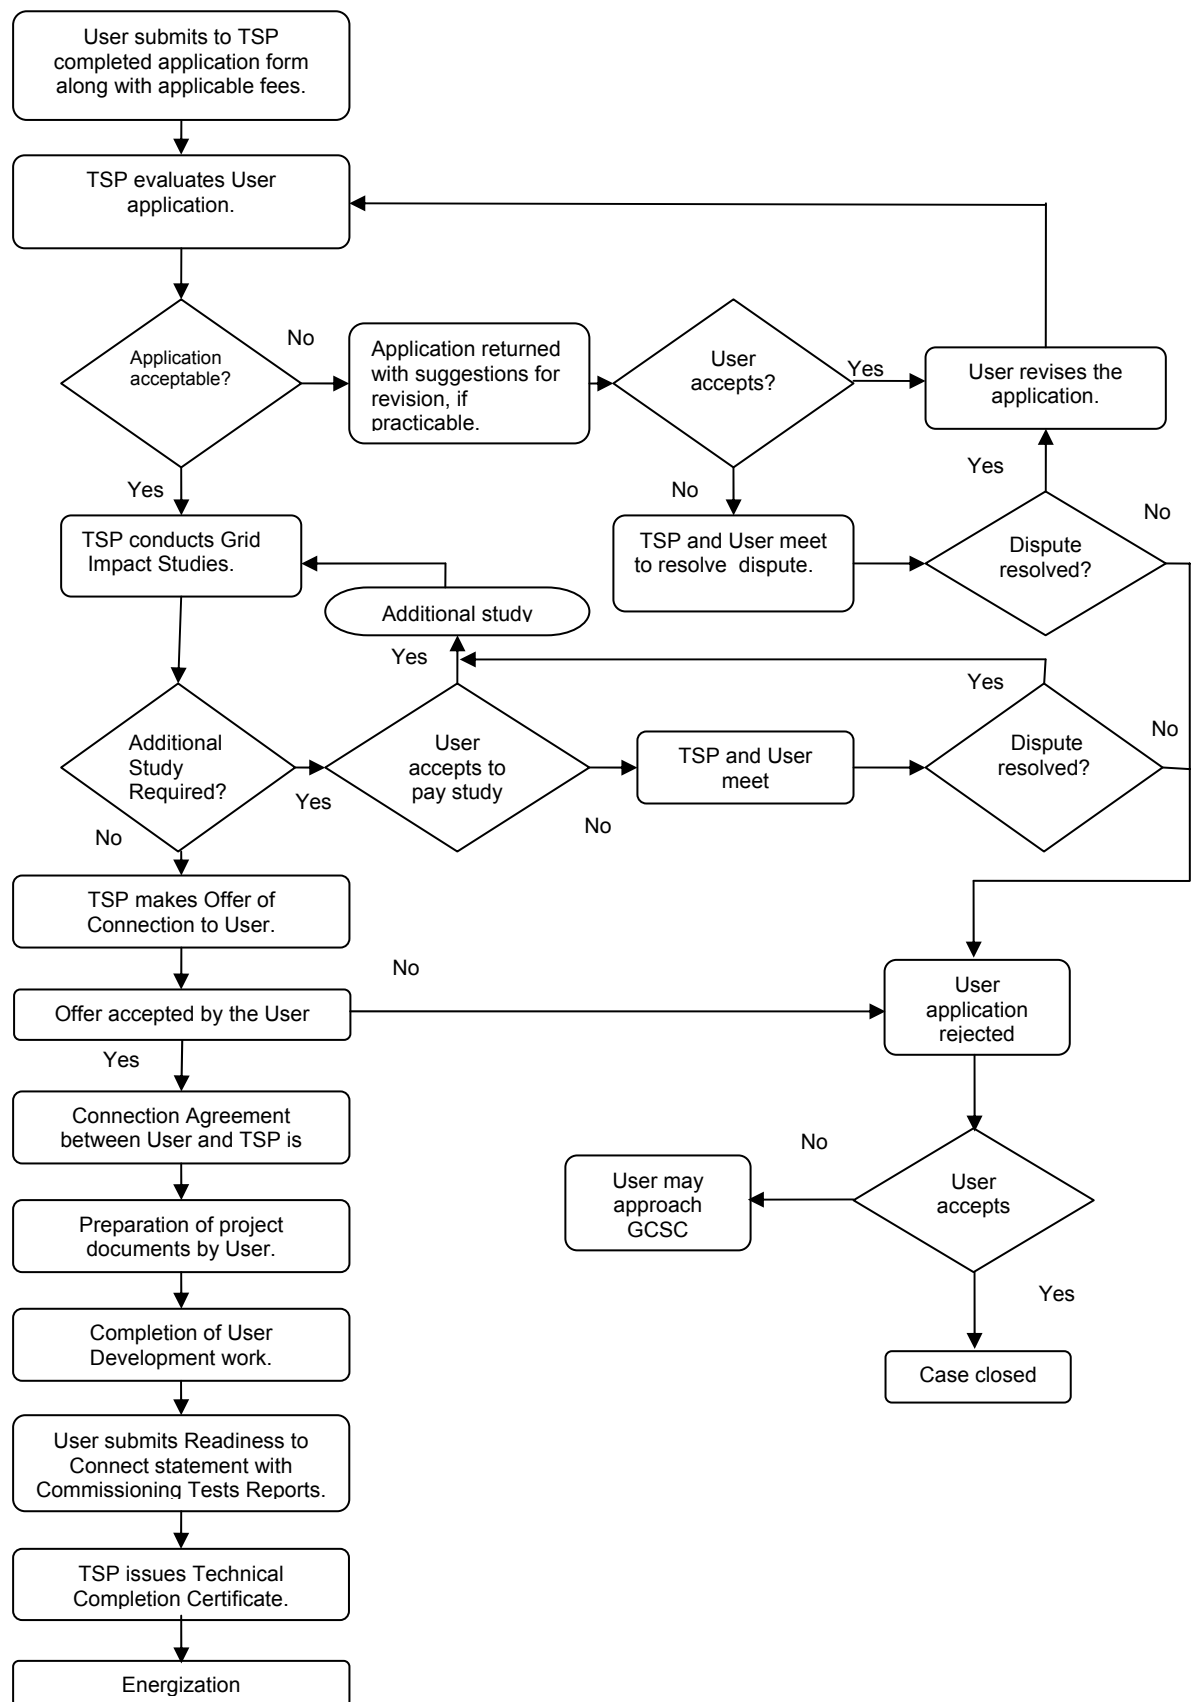 User submits to TSP
completed application form
along with applicable fees.
TSP evaluates User
application.
Application
acceptable?
No
Application returned
with suggestions for
revision, if
practicable.
User
accepts?
Yes
User revises the
application.
Yes
No
Yes
No
TSP conducts Grid
Impact Studies.
TSP and User meet
to resolve dispute.
Dispute
resolved?
Additional study
Yes
Yes
No
Additional
Study
Required?
Yes
User
accepts to
pay study
No
TSP and User
meet
Dispute
resolved?
No
TSP makes Offer of
Connection to User.
No
Offer accepted by the User
User
application
rejected
Yes
Connection Agreement
between User and TSP is
No
User may
approach
GCSC
User
accepts
Preparation of project
documents by User.
Yes
Completion of User
Development work.
Case closed
User submits Readiness to
Connect statement with
Commissioning Tests Reports.
TSP issues Technical
Completion Certificate.
Energization